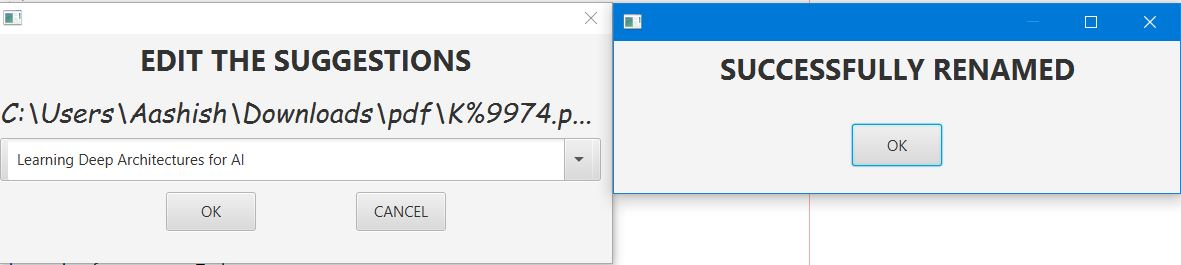 EDIT THE SUGGESTIONS
C:\Users\Aashish\Downloads\pdf\K%9974.p...
Learning Deep Architectures for AI
OK CANCEL
SUCCESSFULLY RENAMED
OK